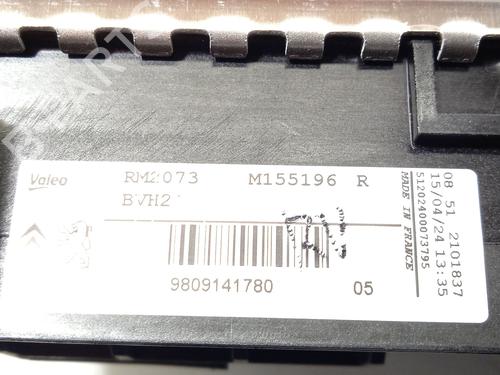 Valeo
RM2073 M155196 R
BVH2
9809141780 05
MADE IN FRANCE
512024000073795
15/04/24 13:35
08 51 2101837